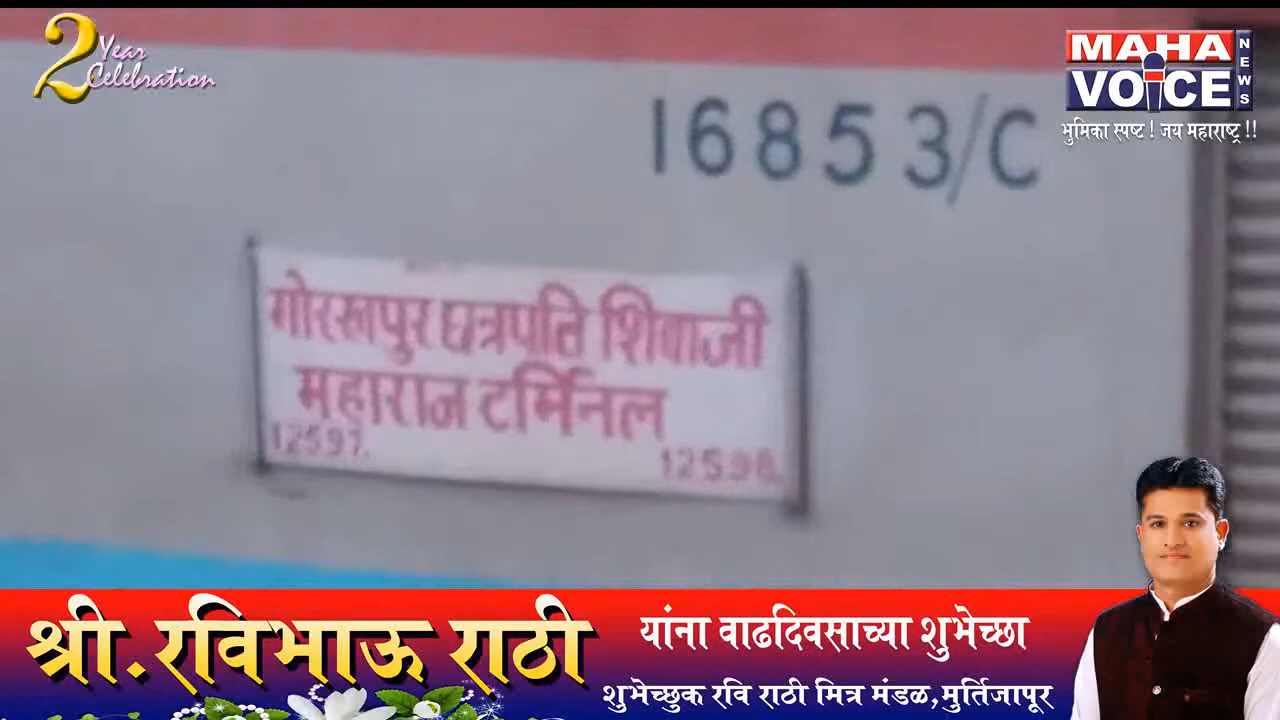 2 Year
Celebration
MAHA
VOICE
NEWS
भुमिका स्पष्ट ! जय महाराष्ट्र !!
16853/C
गोरखपुर छत्रपति शिवाजी
महाराज टर्मिनल
12597.
12598.
श्री. रविभाऊ राठी
यांना वाढदिवसाच्या शुभेच्छा
शुभेच्छुक रवि राठी मित्र मंडळ,मुर्तिजापूर